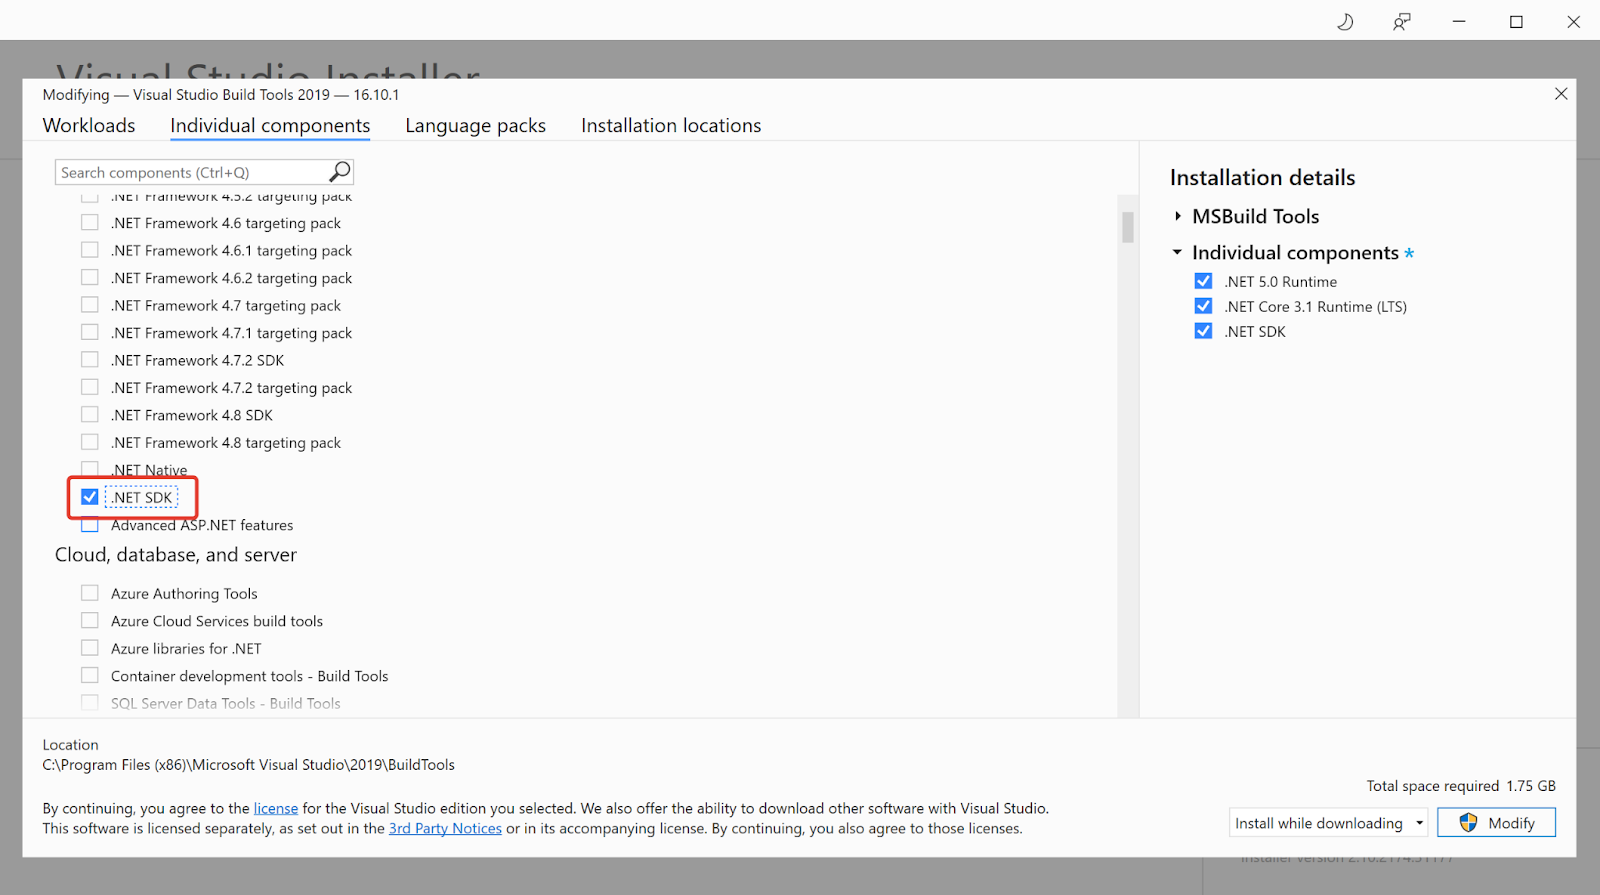 Visual Studio Installer
Modifying — Visual Studio Build Tools 2019 — 16.10.1
Workloads Individual components Language packs Installation locations
Search components (Ctrl+Q)
.NET Framework 4.5.2 targeting pack
.NET Framework 4.6 targeting pack
.NET Framework 4.6.1 targeting pack
.NET Framework 4.6.2 targeting pack
.NET Framework 4.7 targeting pack
.NET Framework 4.7.1 targeting pack
.NET Framework 4.7.2 SDK
.NET Framework 4.7.2 targeting pack
.NET Framework 4.8 SDK
.NET Framework 4.8 targeting pack
.NET Native
.NET SDK
Advanced ASP.NET features
Cloud, database, and server
Azure Authoring Tools
Azure Cloud Services build tools
Azure libraries for .NET
Container development tools - Build Tools
SQL Server Data Tools - Build Tools
Installation details
MSBuild Tools
Individual components *
.NET 5.0 Runtime
.NET Core 3.1 Runtime (LTS)
.NET SDK
Location
C:\Program Files (x86)\Microsoft Visual Studio\2019\BuildTools
By continuing, you agree to the license for the Visual Studio edition you selected. We also offer the ability to download other software with Visual Studio.
This software is licensed separately, as set out in the 3rd Party Notices or in its accompanying license. By continuing, you also agree to those licenses.
Total space required 1.75 GB
Install while downloading
Modify
Installer version